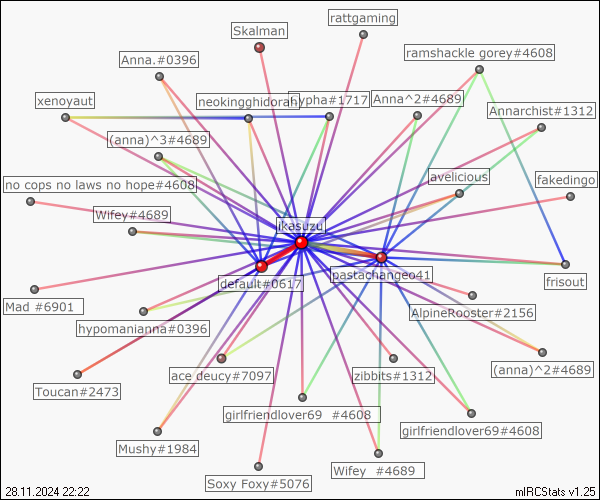 rattgaming
Skalman
ramshackle gorey#4608
Anna.#0396
xenoyaut
neokingghidorah
hypha#1717
Anna^2#4689
Annarchist#1312
(anna)^3#4689
no cops no laws no hope#4608
avelicious
fakedingo
Wifey#4689
ikasuzu
default#0617
pastachangeo41
frisout
Mad #6901
AlpineRooster#2156
hypomanianna#0396
ace deucy#7097
zibbits#1312
(anna)^2#4689
Toucan#2473
girlfriendlover69 #4608
girlfriendlover69#4608
Mushy#1984
Wifey #4689
Soxy Foxy#5076
28.11.2024 22:22
mIRCStats v1.25